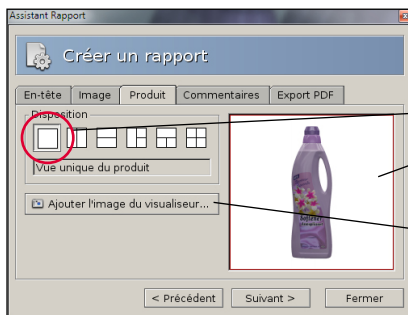 Assistant Rapport
Créer un rapport
En-tête Image Produit Commentaires Export PDF
Disposition
Vue unique du produit
Ajouter l'image du visualiseur...
< Précédent Suivant > Fermer